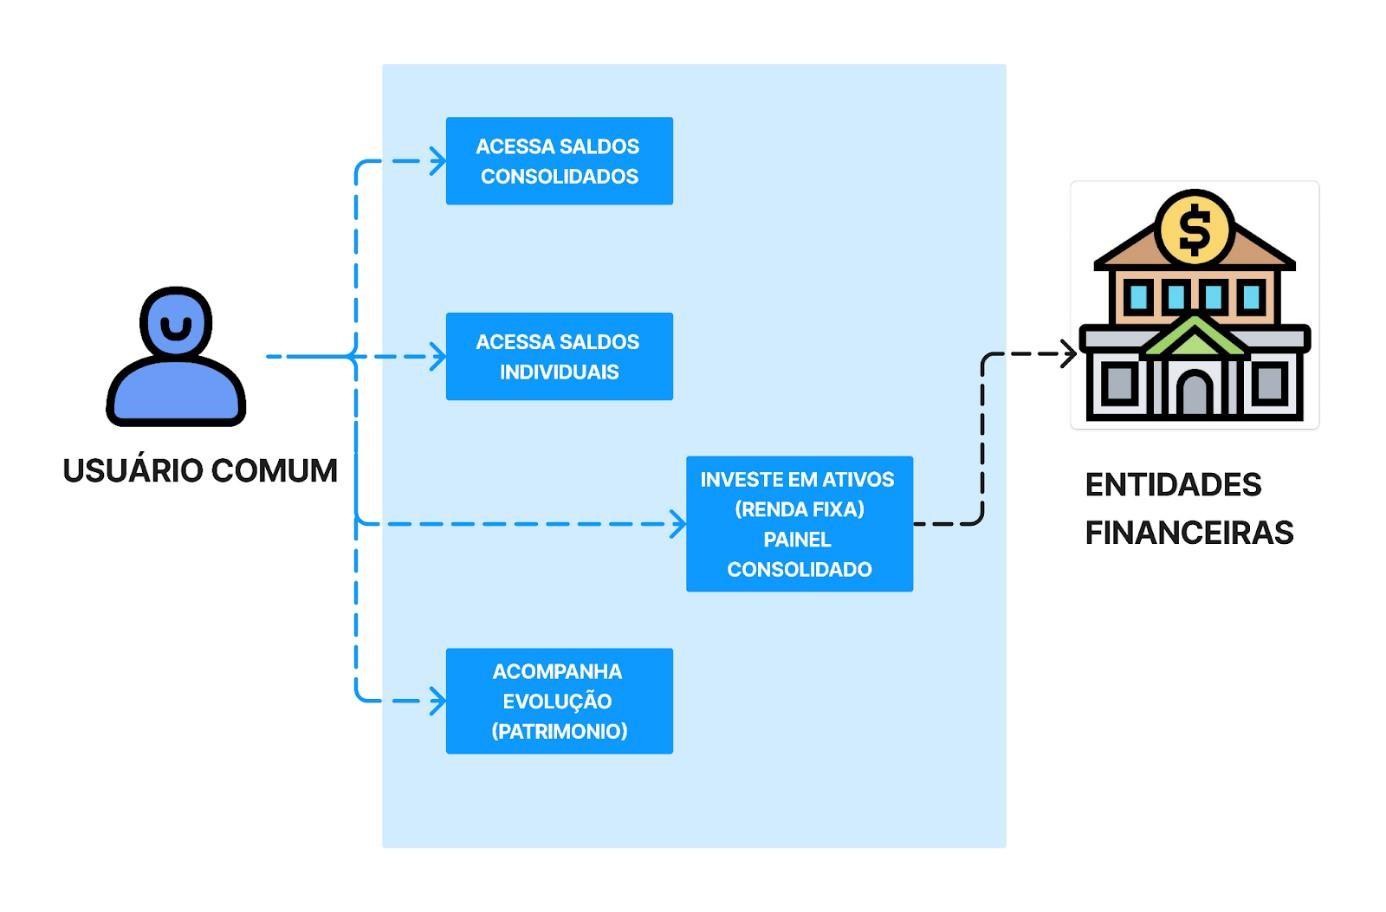 ACESSA SALDOS
CONSOLIDADOS
ACESSA SALDOS
INDIVIDUAIS
USUÁRIO COMUM
INVESTE EM ATIVOS
(RENDA FIXA)
PAINEL
CONSOLIDADO
$
ENTIDADES
FINANCEIRAS
ACOMPANHA
EVOLUÇÃO
(PATRIMONIO)